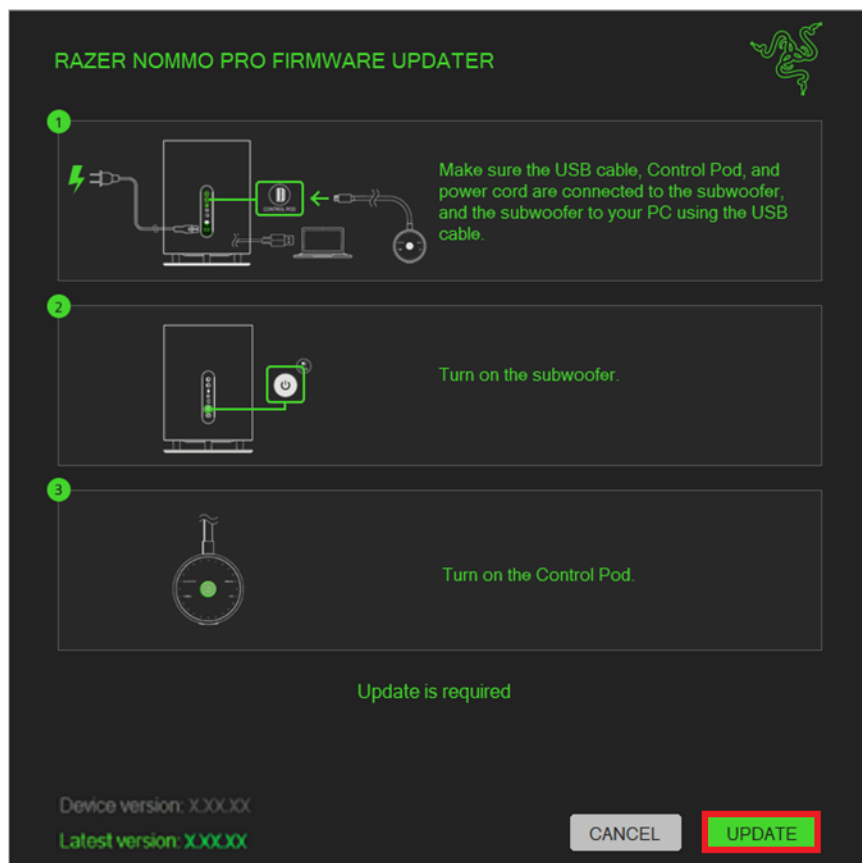 RAZER NOMMO PRO FIRMWARE UPDATER
1
Make sure the USB cable, Control Pod, and
power cord are connected to the subwoofer,
and the subwoofer to your PC using the USB
cable.
CONTROL POD
2
Turn on the subwoofer.
3
Turn on the Control Pod.
Update is required
Device version: X.XX.XX
Latest version: X.XX.XX
CANCEL
UPDATE